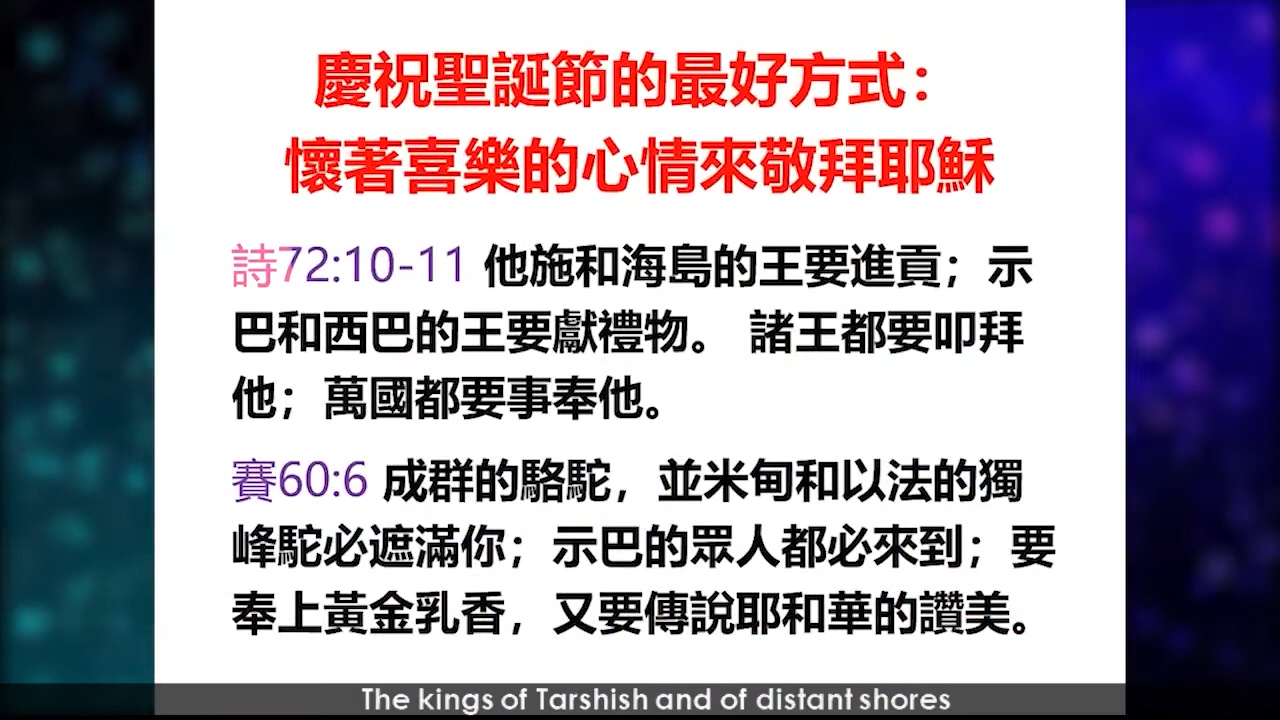 慶祝聖誕節的最好方式：
懷著喜樂的心情來敬拜耶穌
詩72:10-11 他施和海島的王要進貢；示
巴和西巴的王要獻禮物。 諸王都要叩拜
他；萬國都要事奉他。
賽60:6 成群的駱駝，並米甸和以法的獨
峰駝必遮滿你；示巴的眾人都必來到；要
奉上黃金乳香，又要傳說耶和華的讚美。
The kings of Tarshish and of distant shores